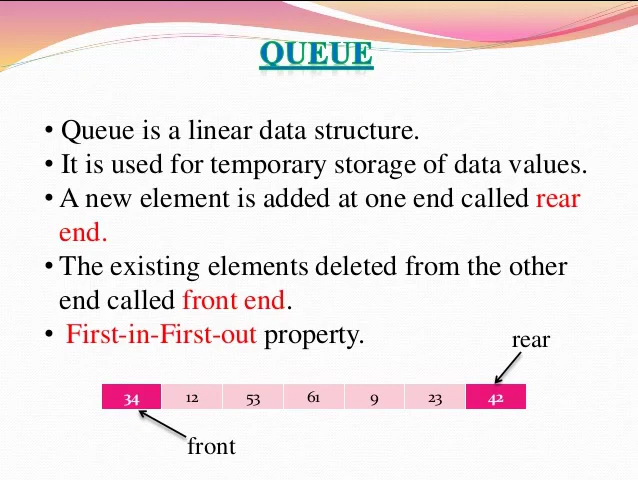 QUEUE
• Queue is a linear data structure.
• It is used for temporary storage of data values.
• A new element is added at one end called rear
end.
• The existing elements deleted from the other
end called front end.
• First-in-First-out property.
rear
34 12 53 61 9 23 42
front